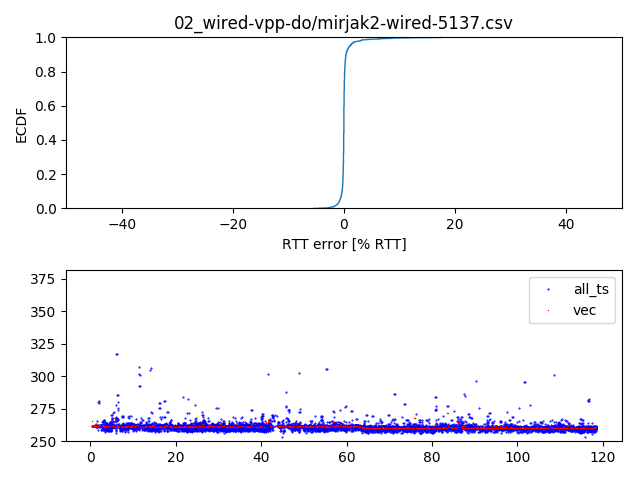 02_wired-vpp-do/mirjak2-wired-5137.csv
1.0
0.8
0.6
0.4
0.2
0.0
ECDF
−40 −20 0 20 40
RTT error [% RTT]
375
350
325
300
275
250
all_ts
vec
0 20 40 60 80 100 120